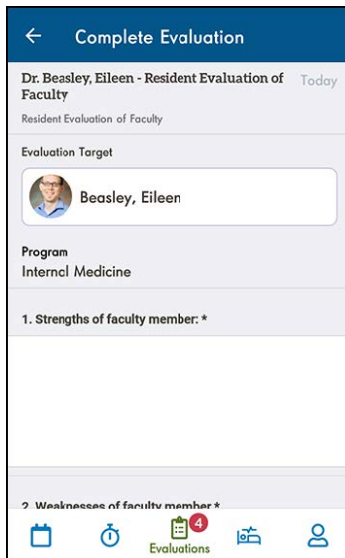 Complete Evaluation
Dr. Beasley, Eileen - Resident Evaluation of
Faculty
Today
Resident Evaluation of Faculty
Evaluation Target
Beasley, Eileen
Program
Internal Medicine
1. Strengths of faculty member: *
2. Weaknesses of faculty member *
4
Evaluations